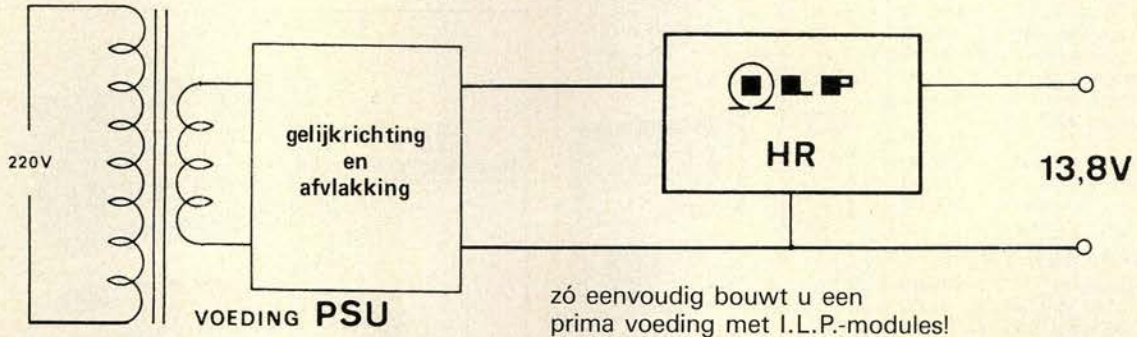 220V
gelijkrichting
en
afvlakking
VOEDING PSU
ILP
HR
13,8V
zó eenvoudig bouwt u een
prima voeding met I.L.P.-modules!